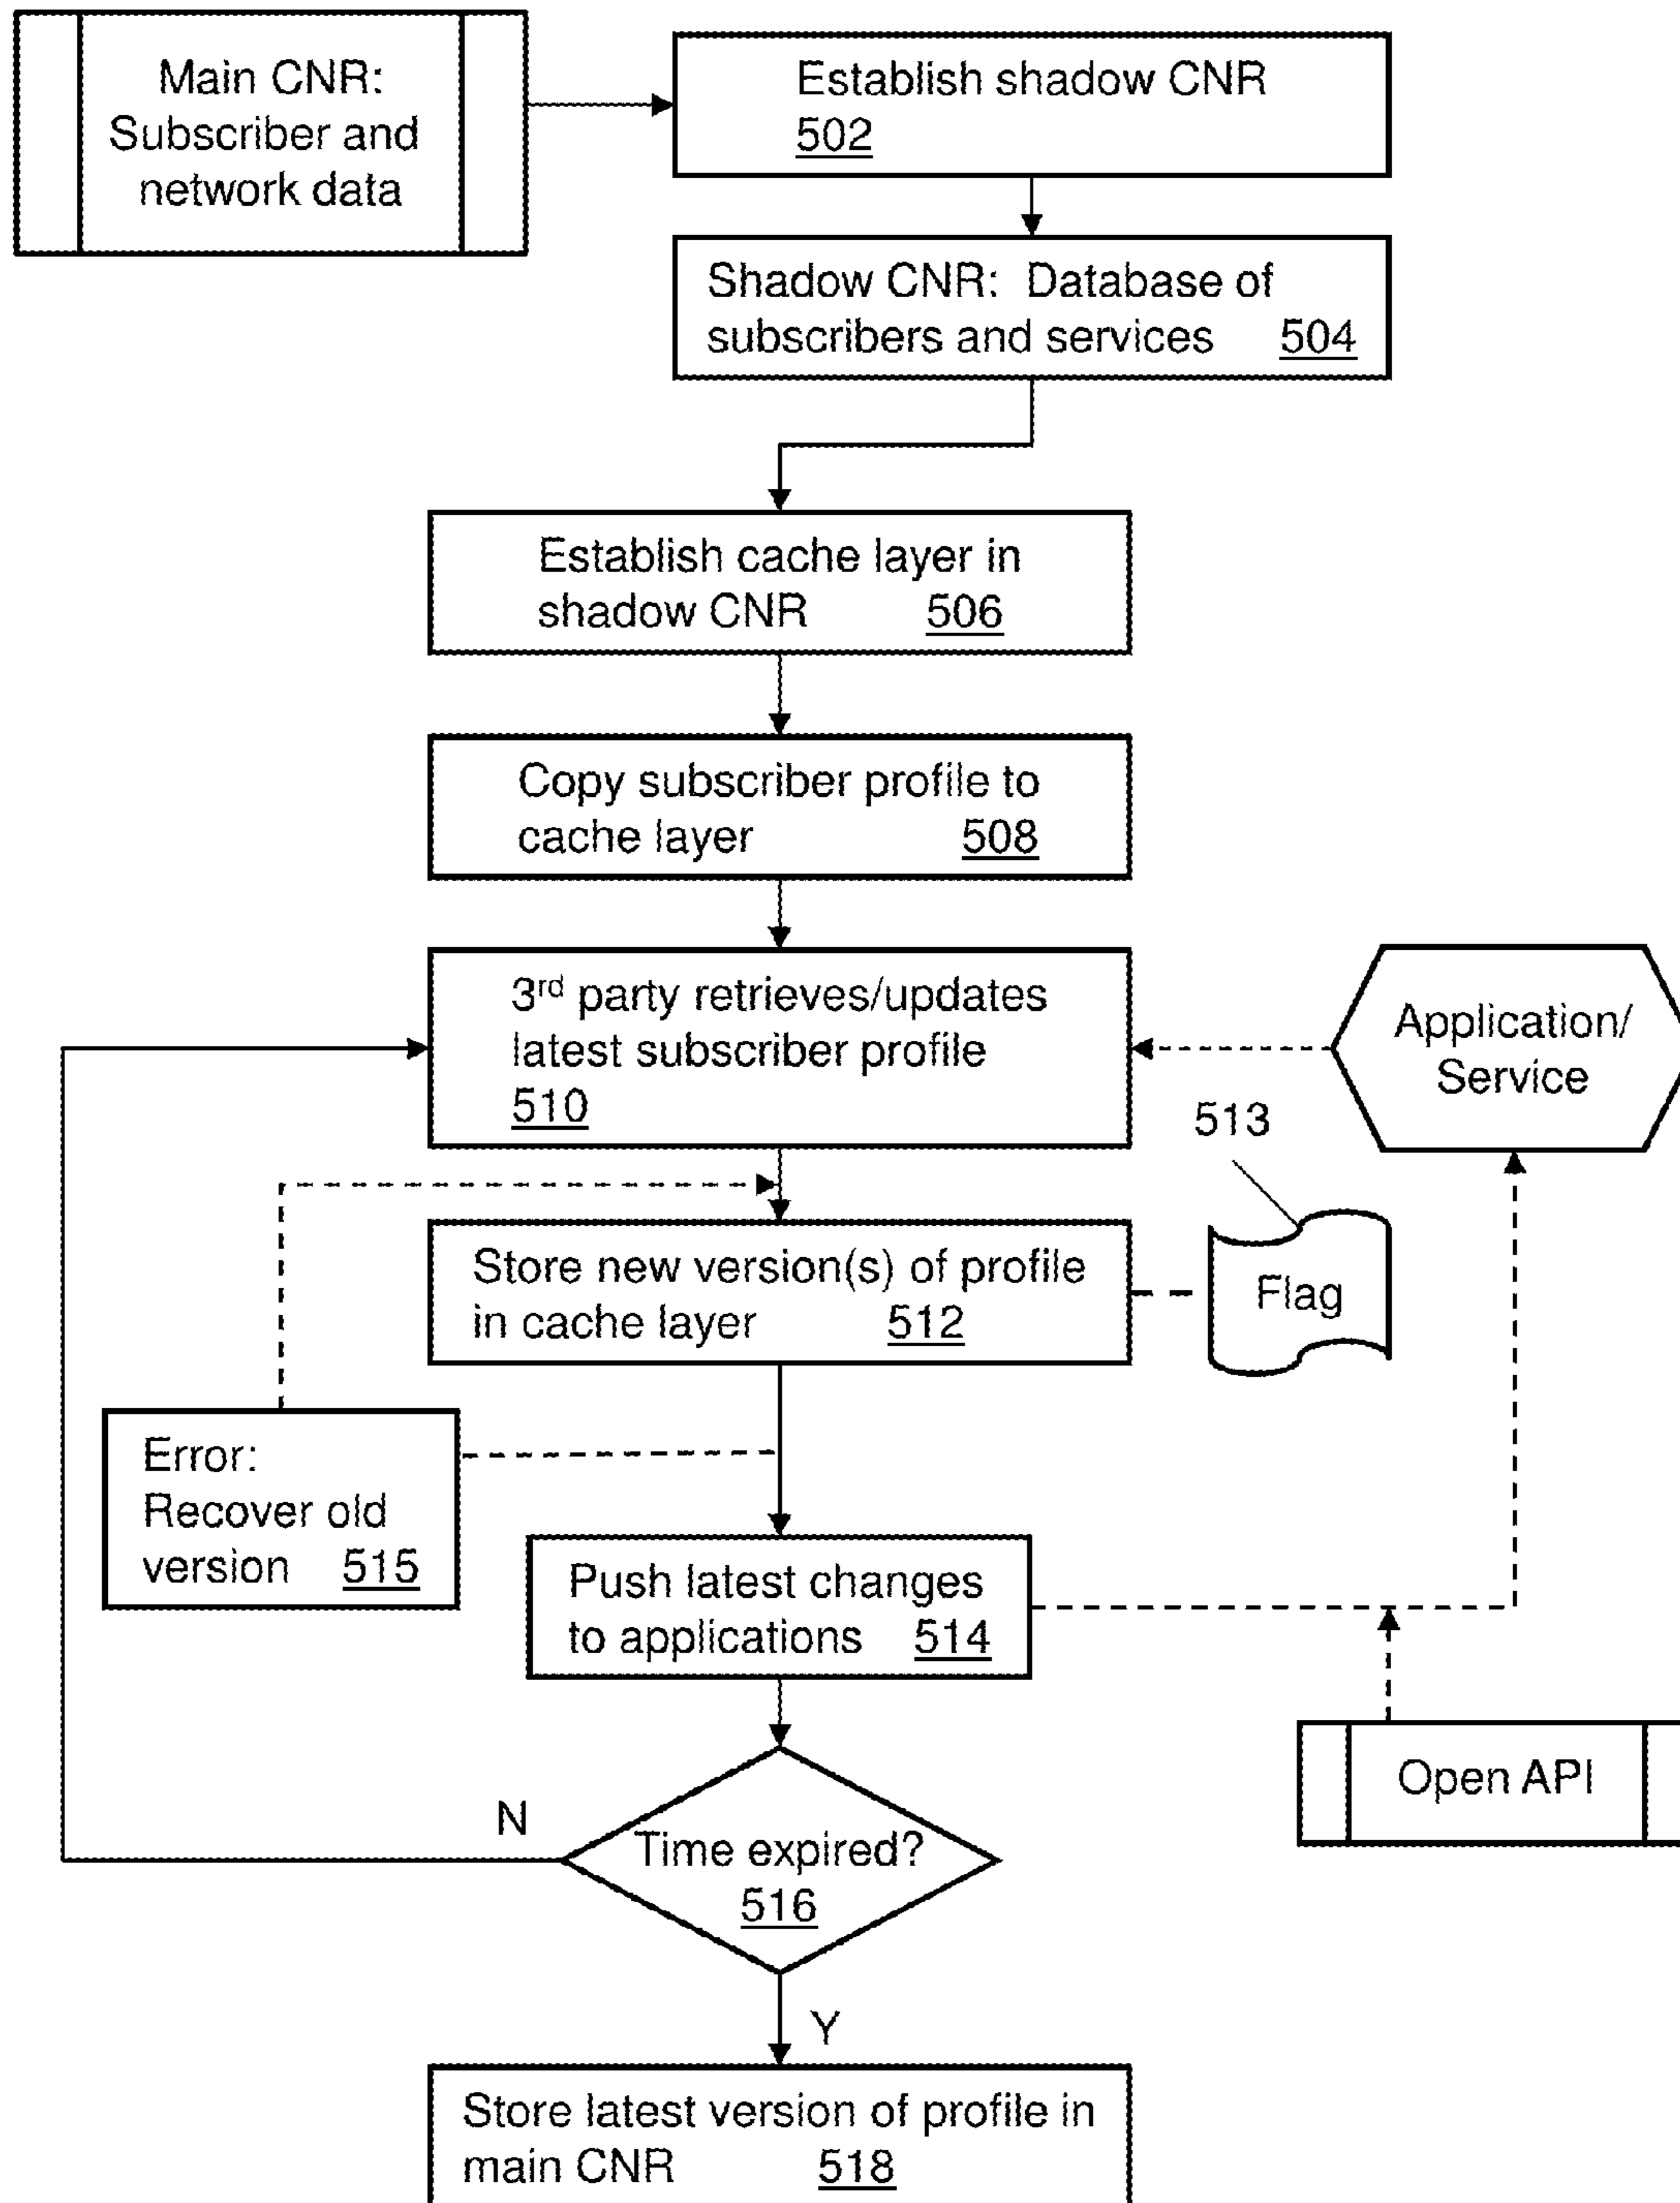 Main CNR:
Subscriber and
network data
Establish shadow CNR
502
Shadow CNR: Database of
subscribers and services 504
Establish cache layer in
shadow CNR 506
Copy subscriber profile to
cache layer 508
3rd party retrieves/updates
latest subscriber profile
510
Application/
Service
513
Store new version(s) of profile
in cache layer 512
Flag
Error:
Recover old
version 515
Push latest changes
to applications 514
Open API
N
Time expired?
516
Y
Store latest version of profile in
main CNR 518